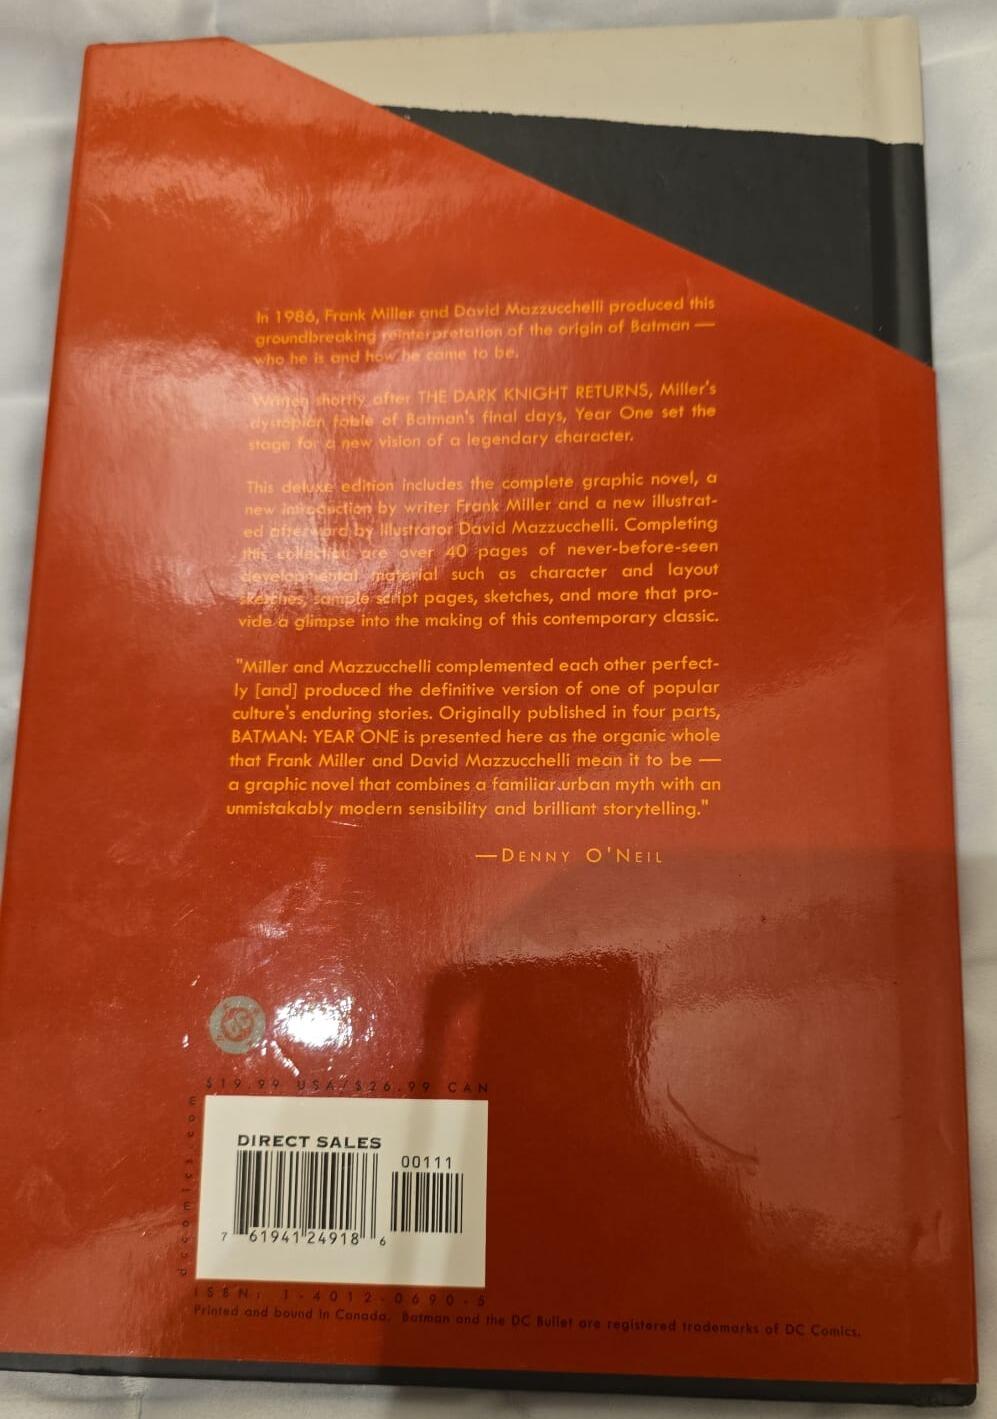 In 1986, Frank Miller and David Mazzucchelli produced this
groundbreaking reinterpretation of the origin of Batman —
who he is and how he came to be.
Written shortly after THE DARK KNIGHT RETURNS, Miller's
dystopian fable of Batman's final days, Year One set the
stage for a new vision of a legendary character.
This deluxe edition includes the complete graphic novel, a
new introduction by writer Frank Miller and a new illustrat-
ed afterword by illustrator David Mazzucchelli. Completing
this collection are over 40 pages of never-before-seen
developmental material such as character and layout
sketches, sample script pages, sketches, and more that pro-
vide a glimpse into the making of this contemporary classic.
"Miller and Mazzucchelli complemented each other perfect-
ly [and] produced the definitive version of one of popular
culture's enduring stories. Originally published in four parts,
BATMAN: YEAR ONE is presented here as the organic whole
that Frank Miller and David Mazzucchelli mean it to be —
a graphic novel that combines a familiar urban myth with an
unmistakably modern sensibility and brilliant storytelling."
—DENNY O'NEIL
$19.99 USA/$26.99 CAN
dccomics.com
DIRECT SALES
00111
7 61941 24918 6
ISBN: 1-4012-0690-5
Printed and bound in Canada. Batman and the DC Bullet are registered trademarks of DC Comics.